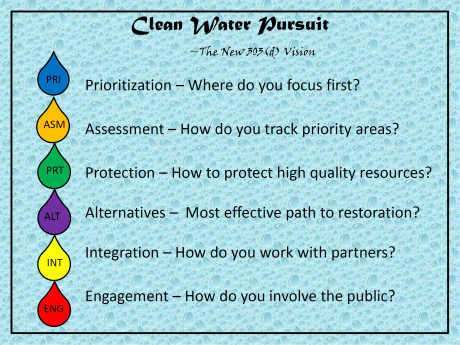 Clean Water Pursuit
~The New 303(d) Vision
PRI
Prioritization – Where do you focus first?
ASM
Assessment – How do you track priority areas?
PRT
Protection – How to protect high quality resources?
ALT
Alternatives – Most effective path to restoration?
INT
Integration – How do you work with partners?
ENG
Engagement – How do you involve the public?